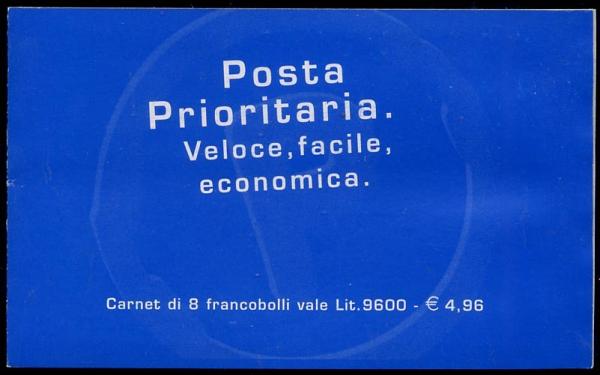 Posta
Prioritaria.
Veloce, facile,
economica.
Carnet di 8 francobolli vale Lit.9600 - € 4,96